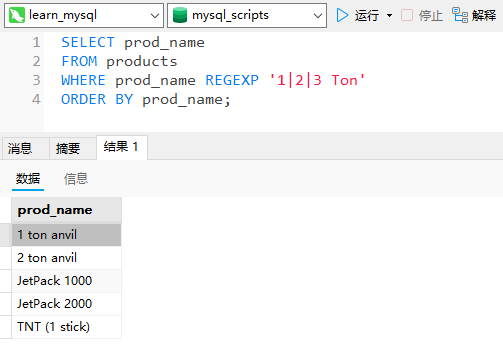 learn_mysql mysql_scripts 运行 停止 解释
1 SELECT prod_name
2 FROM products
3 WHERE prod_name REGEXP '1|2|3 Ton'
4 ORDER BY prod_name;
消息 摘要 结果 1
数据 信息
prod_name
1 ton anvil
2 ton anvil
JetPack 1000
JetPack 2000
TNT (1 stick)